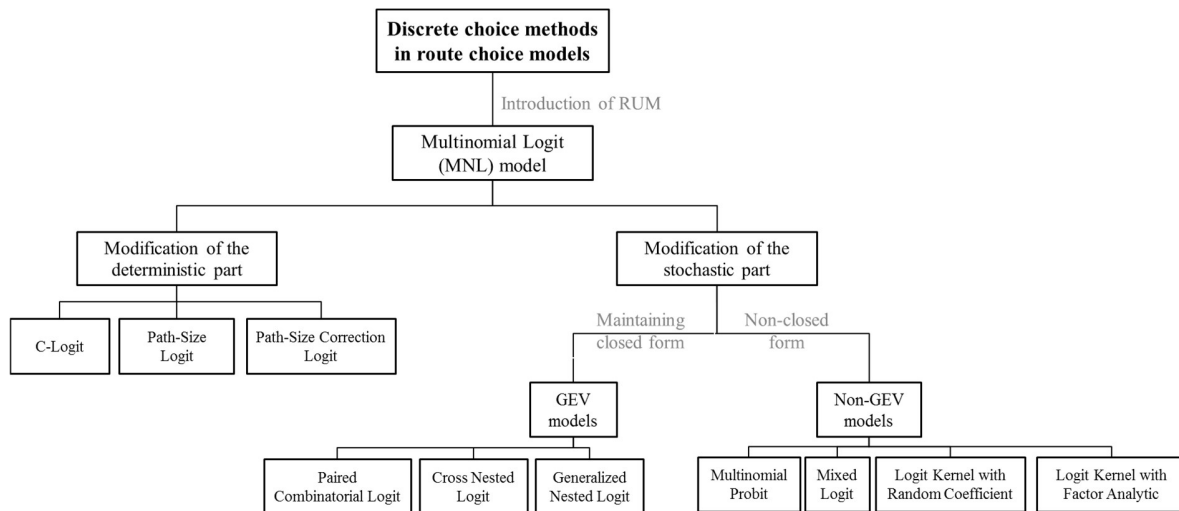 Discrete choice methods
in route choice models
Introduction of RUM
Multinomial Logit
(MNL) model
Modification of the
deterministic part
Modification of the
stochastic part
C-Logit
Path-Size
Logit
Path-Size Correction
Logit
Maintaining
closed form
Non-closed
form
GEV
models
Non-GEV
models
Paired
Combinatorial Logit
Cross Nested
Logit
Generalized
Nested Logit
Multinomial
Probit
Mixed
Logit
Logit Kernel with
Random Coefficient
Logit Kernel with
Factor Analytic